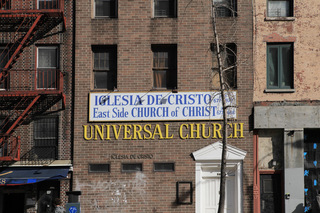 IGLESIA DE CRISTO
East Side CHURCH of CHRIST
UNIVERSAL CHURCH
IGLESIA DE CRISTO